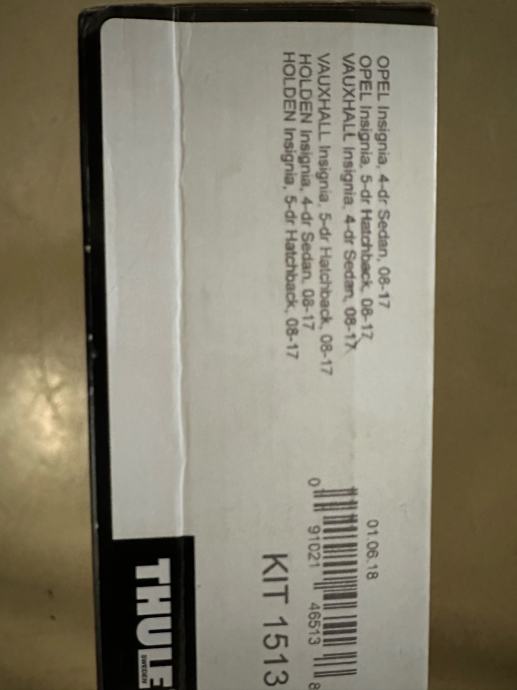 OPEL Insignia, 4-dr Sedan, 08-17
OPEL Insignia, 5-dr Hatchback, 08-17
VAUXHALL Insignia, 4-dr Sedan, 08-17
VAUXHALL Insignia, 5-dr Hatchback, 08-17
HOLDEN Insignia, 4-dr Sedan, 08-17
HOLDEN Insignia, 5-dr Hatchback, 08-17
01.06.18
0 91021 46513 8
KIT 1513
THULE
SWEDEN